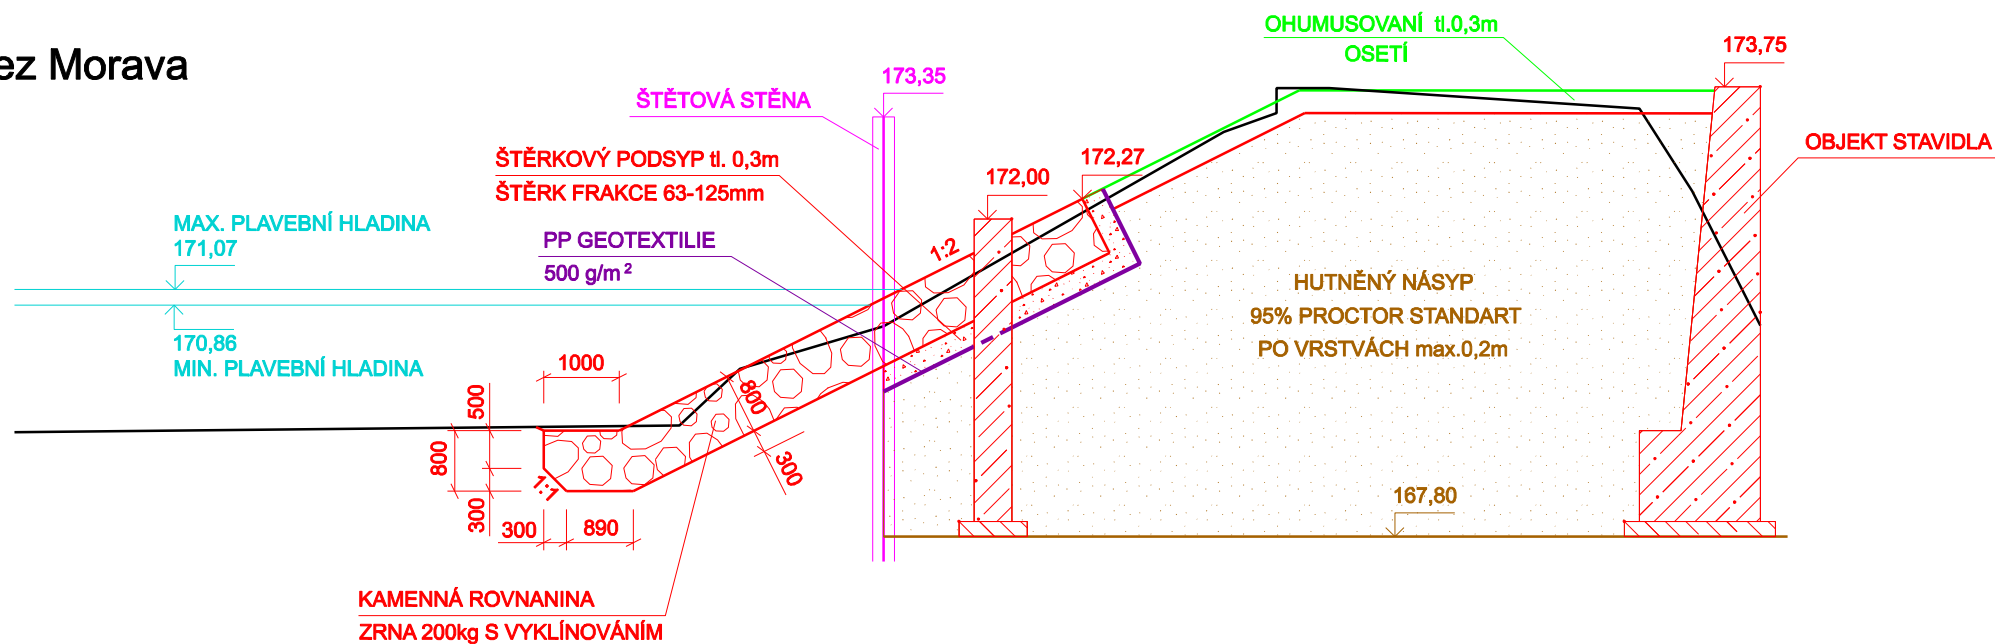 ez Morava
OHUMUSOVANÍ tl.0,3m
OSETÍ
173,75
173,35
ŠTĚTOVÁ STĚNA
OBJEKT STAVIDLA
ŠTĚRKOVÝ PODSYP tl. 0,3m
ŠTĚRK FRAKCE 63-125mm
172,27
172,00
MAX. PLAVEBNÍ HLADINA
171,07
PP GEOTEXTILIE
500 g/m²
1:2
HUTNĚNÝ NÁSYP
95% PROCTOR STANDART
PO VRSTVÁCH max.0,2m
170,86
MIN. PLAVEBNÍ HLADINA
1000
500
800
800
300
1:1
300
300
890
167,80
KAMENNÁ ROVNANINA
ZRNA 200kg S VYKLÍNOVÁNÍM